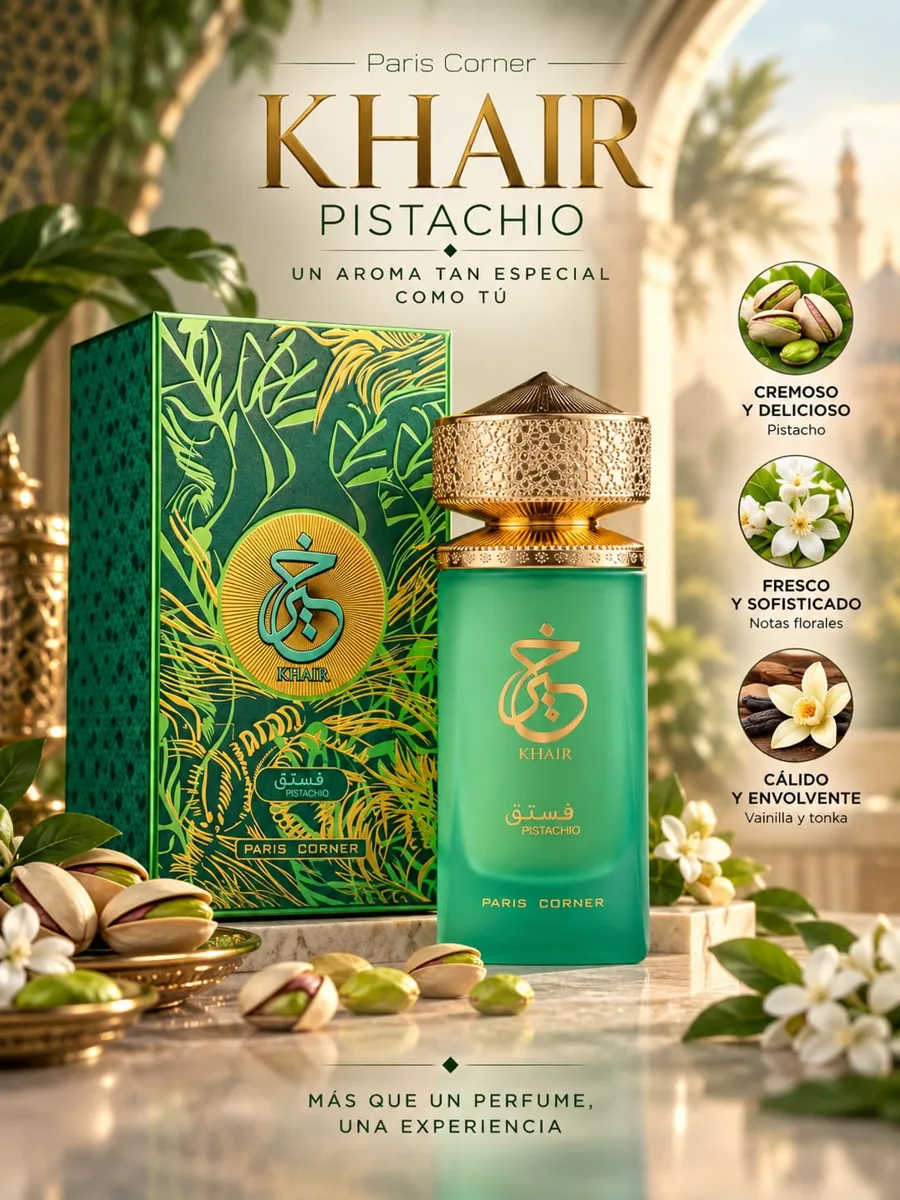 Paris Corner
KHAIR
PISTACHIO
UN AROMA TAN ESPECIAL
COMO TÚ
CREMOSO
Y DELICIOSO
Pistacho
FRESCO
Y SOFISTICADO
Notas florales
CÁLIDO
Y ENVOLVENTE
Vainilla y tonka
خير
KHAIR
فستق
PISTACHIO
PARIS CORNER
خير
KHAIR
فستق
PISTACHIO
PARIS CORNER
MÁS QUE UN PERFUME,
UNA EXPERIENCIA